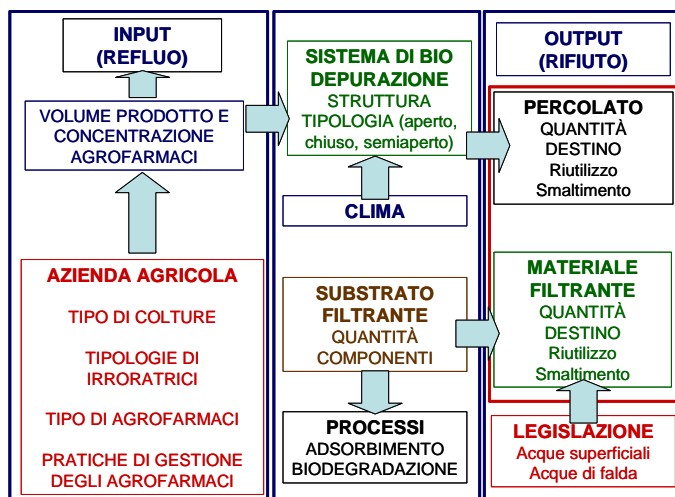 INPUT
(REFLUO)
VOLUME PRODOTTO E
CONCENTRAZIONE
AGROFARMACI
AZIENDA AGRICOLA
TIPO DI COLTURE
TIPOLOGIE DI
IRRORATRICI
TIPO DI AGROFARMACI
PRATICHE DI GESTIONE
DEGLI AGROFARMACI
SISTEMA DI BIO
DEPURAZIONE
STRUTTURA
TIPOLOGIA (aperto,
chiuso, semiaperto)
CLIMA
SUBSTRATO
FILTRANTE
QUANTITÀ
COMPONENTI
PROCESSI
ADSORBIMENTO
BIODEGRADAZIONE
OUTPUT
(RIFIUTO)
PERCOLATO
QUANTITÀ
DESTINO
Riutilizzo
Smaltimento
MATERIALE
FILTRANTE
QUANTITÀ
DESTINO
Riutilizzo
Smaltimento
LEGISLAZIONE
Acque superficiali
Acque di falda